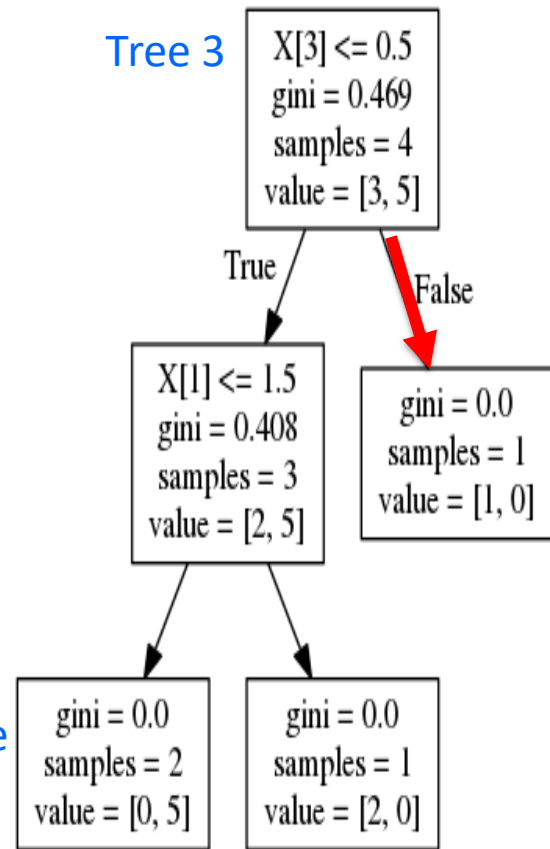 Tree 3
X[3] <= 0.5
gini = 0.469
samples = 4
value = [3, 5]
True
False
X[1] <= 1.5
gini = 0.408
samples = 3
value = [2, 5]
gini = 0.0
samples = 1
value = [1, 0]
e
gini = 0.0
samples = 2
value = [0, 5]
gini = 0.0
samples = 1
value = [2, 0]